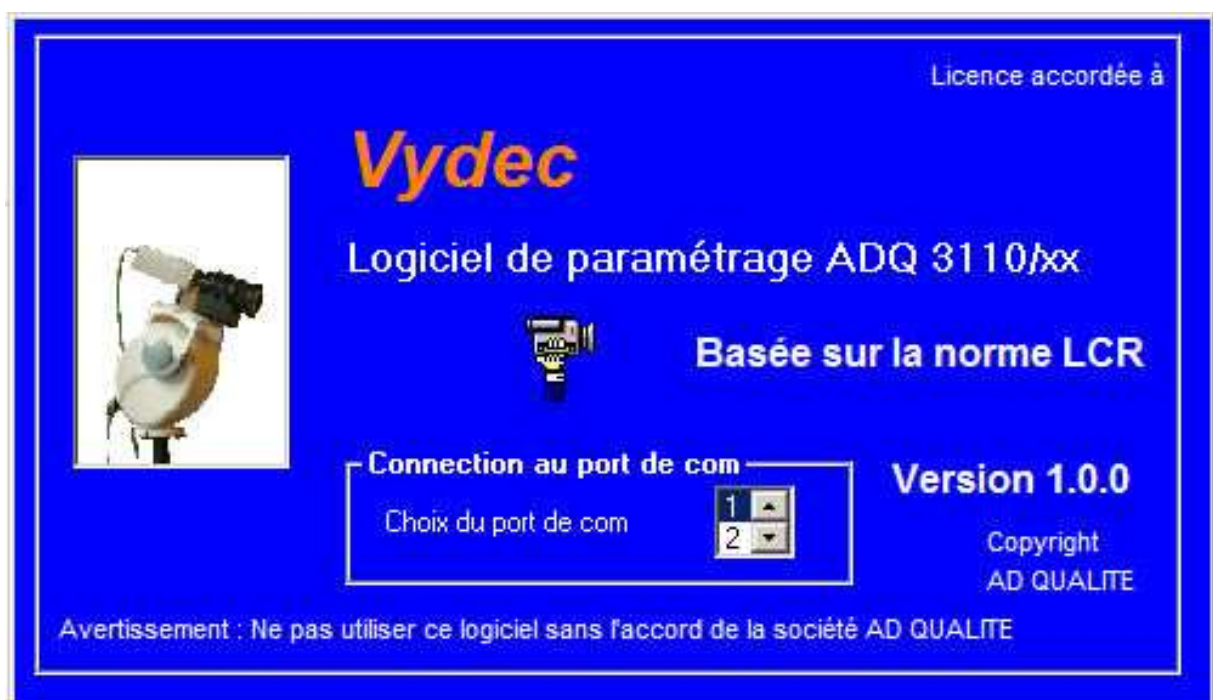 Licence accordée à
Vydec
Logiciel de paramétrage ADQ 3110/xx
Basée sur la norme LCR
Connection au port de com
Choix du port de com
1
2
Version 1.0.0
Copyright
AD QUALITE
Avertissement : Ne pas utiliser ce logiciel sans l'accord de la société AD QUALITE